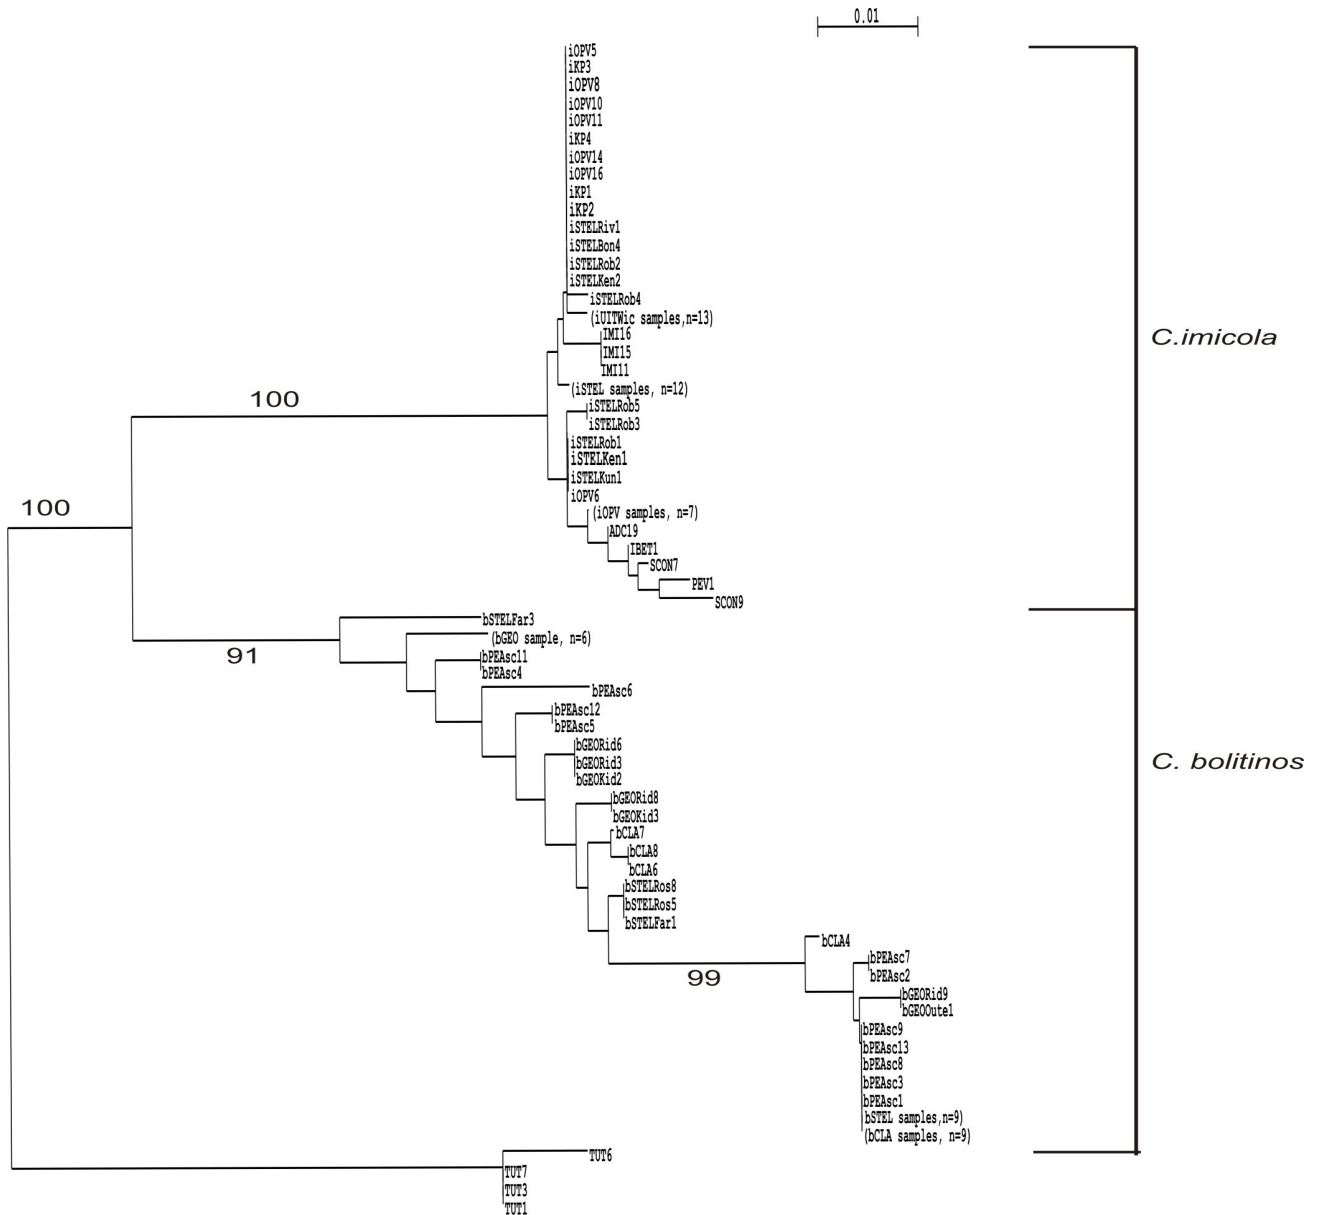 0.01
iOPV5
iKP3
iOPV8
iOPV10
iOPV11
iKP4
iOPV14
iOPV16
iKP1
iKP2
iSTELRiv1
iSTELBon4
iSTELRob2
iSTELKen2
iSTELRob4
(iUITWic samples,n=13)
IMI16
IMI15
IMI11
(iSTEL samples, n=12)
iSTELRob5
iSTELRob3
iSTELRob1
iSTELKen1
iSTELKun1
iOPV6
(iOPV samples, n=7)
ADC19
IBET1
SCON7
PEV1
SCON9
C.imicola
100
100
91
bSTELFar3
(bGEO sample, n=6)
bPEAsc11
bPEAsc4
bPEAsc6
bPEAsc12
bPEAsc5
bGEORid6
bGEORid3
bGEOKid2
bGEORid8
bGEOKid3
bCLA7
bCLA8
bCLA6
bSTELRos8
bSTELRos5
bSTELFar1
99
bCLA4
bPEAsc7
bPEAsc2
bGEORid9
bGEOOute1
bPEAsc9
bPEAsc13
bPEAsc8
bPEAsc3
bPEAsc1
bSTEL samples,n=9)
(bCLA samples, n=9)
C. bolitinos
TUT6
TUT7
TUT3
TUT1